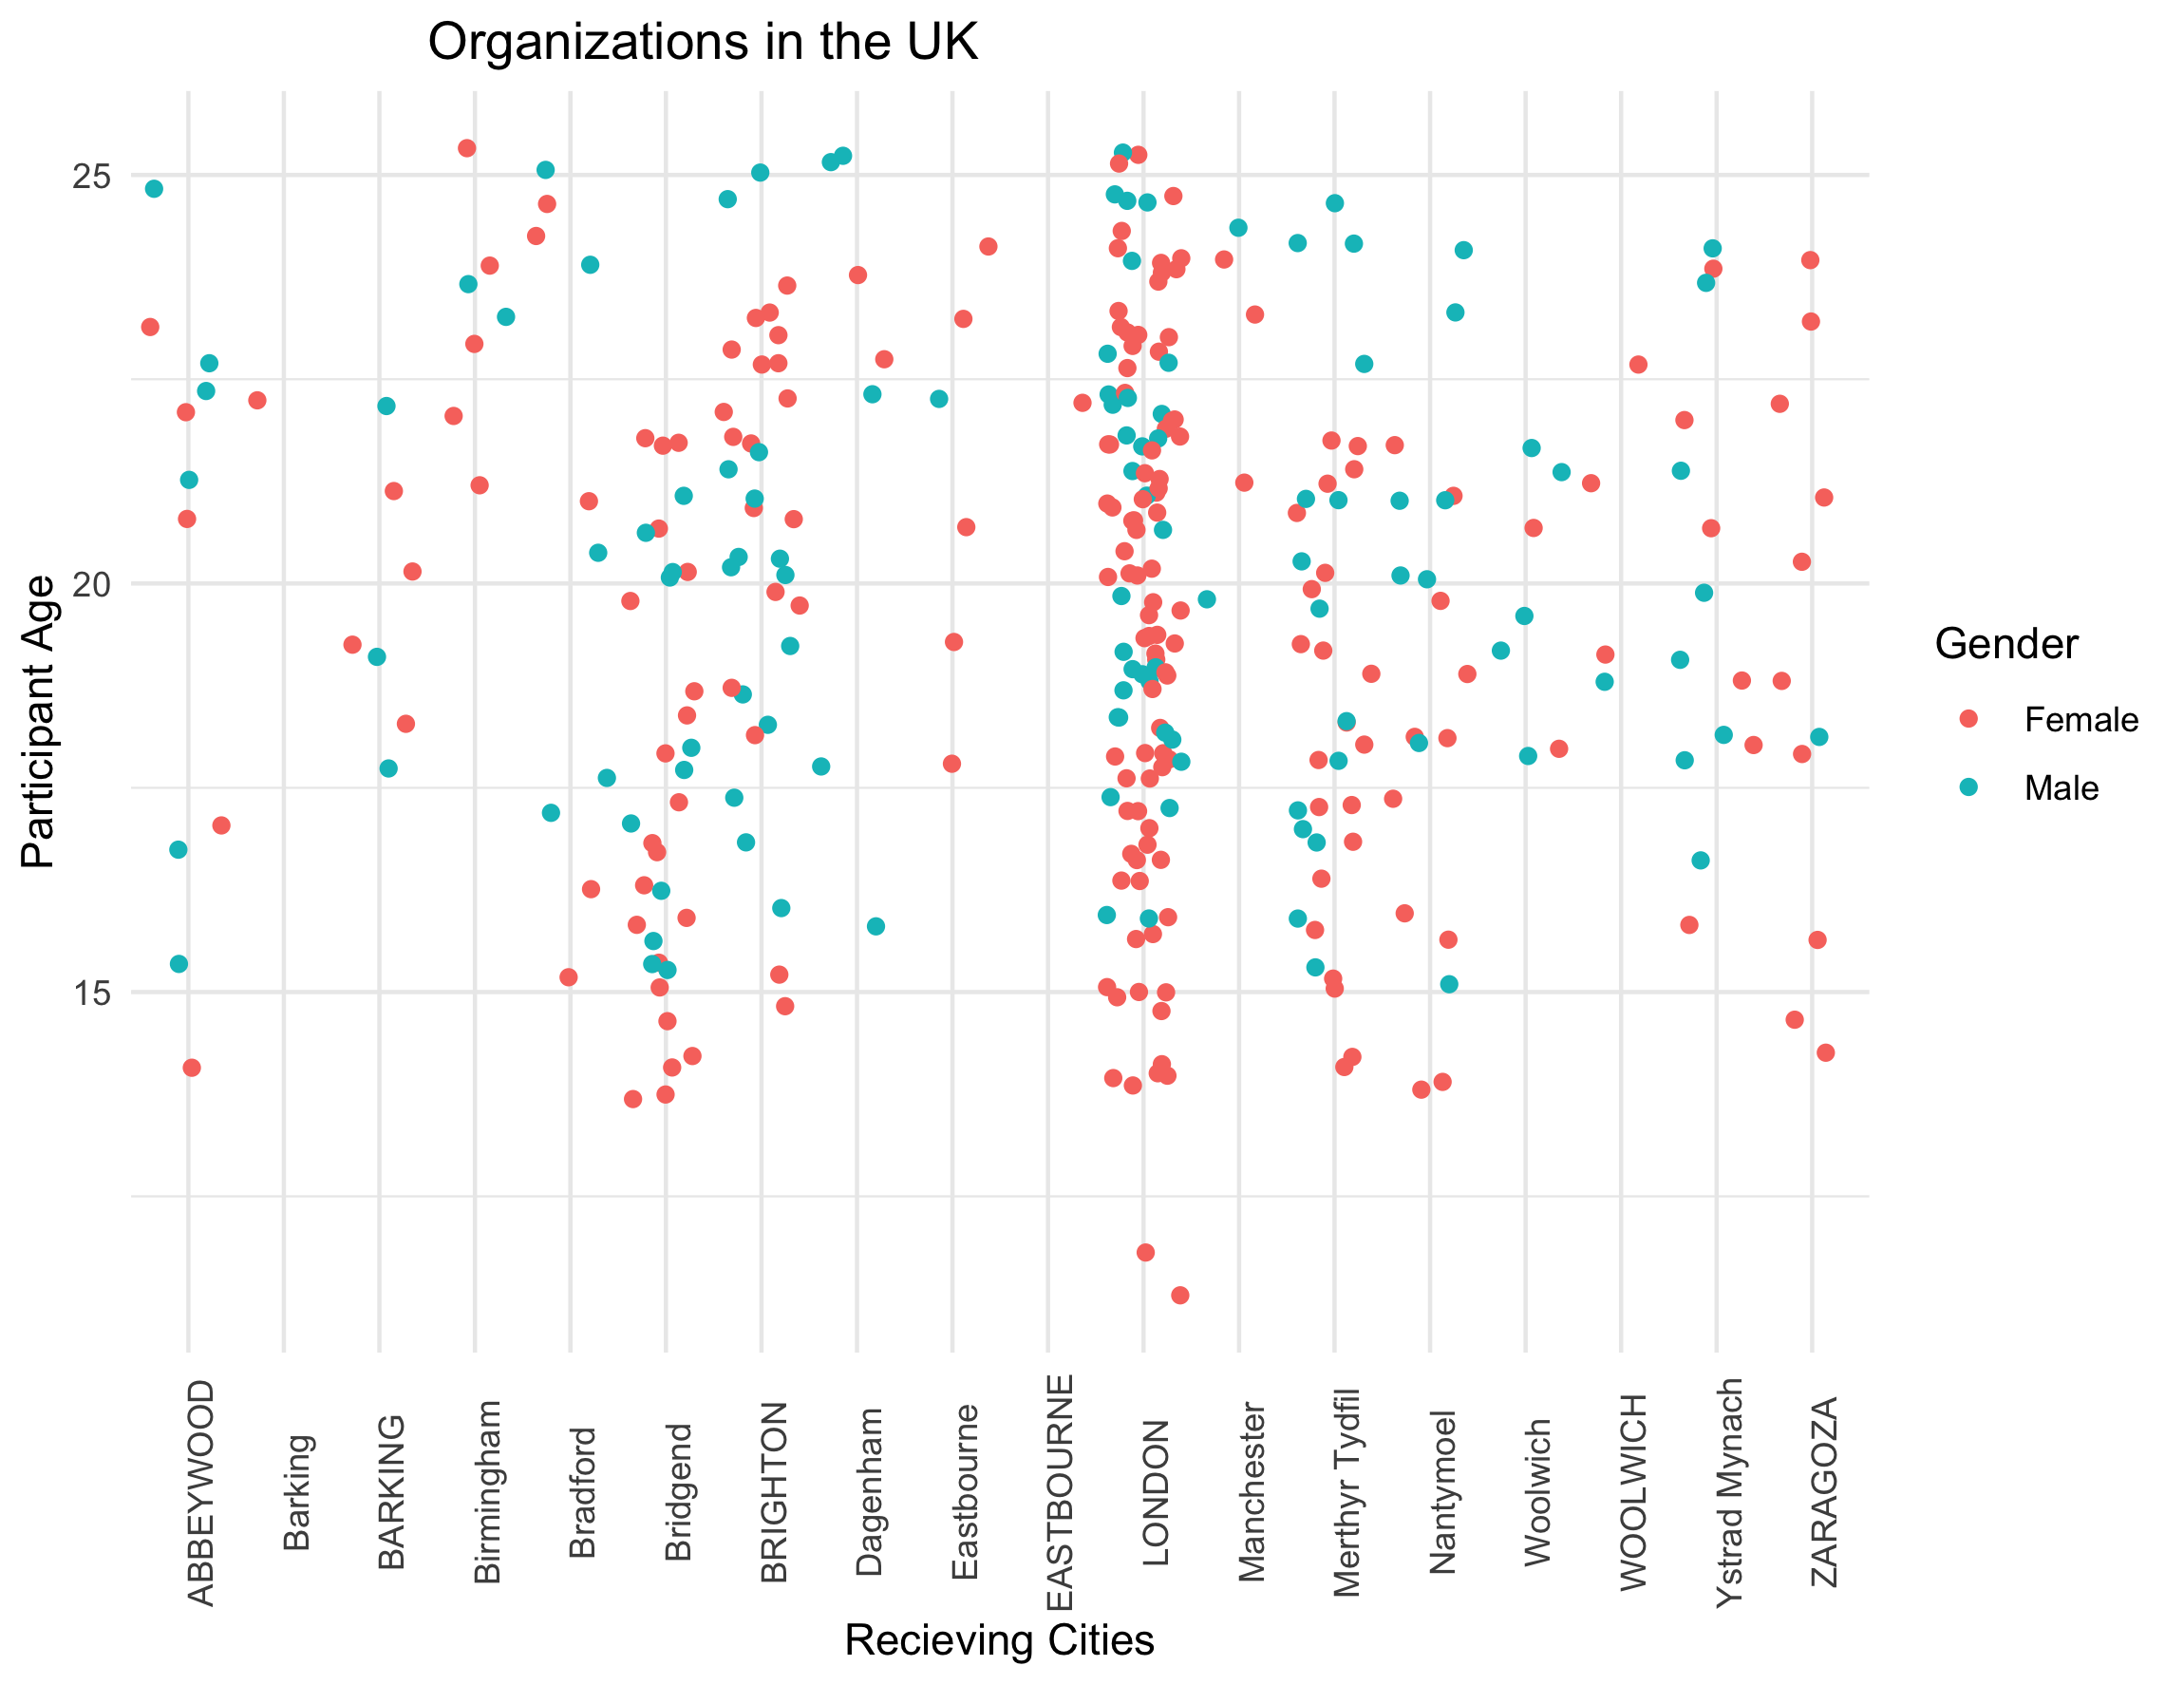 Organizations in the UK
Participant Age
25
20
15
ABBEYWOOD
Barking
BARKING
Birmingham
Bradford
Bridgend
BRIGHTON
Dagenham
Eastbourne
EASTBOURNE
LONDON
Manchester
Merthyr Tydfil
Nantymoel
Woolwich
WOOLWICH
Ystrad Mynach
ZARAGOZA
Recieving Cities
Gender
Female
Male